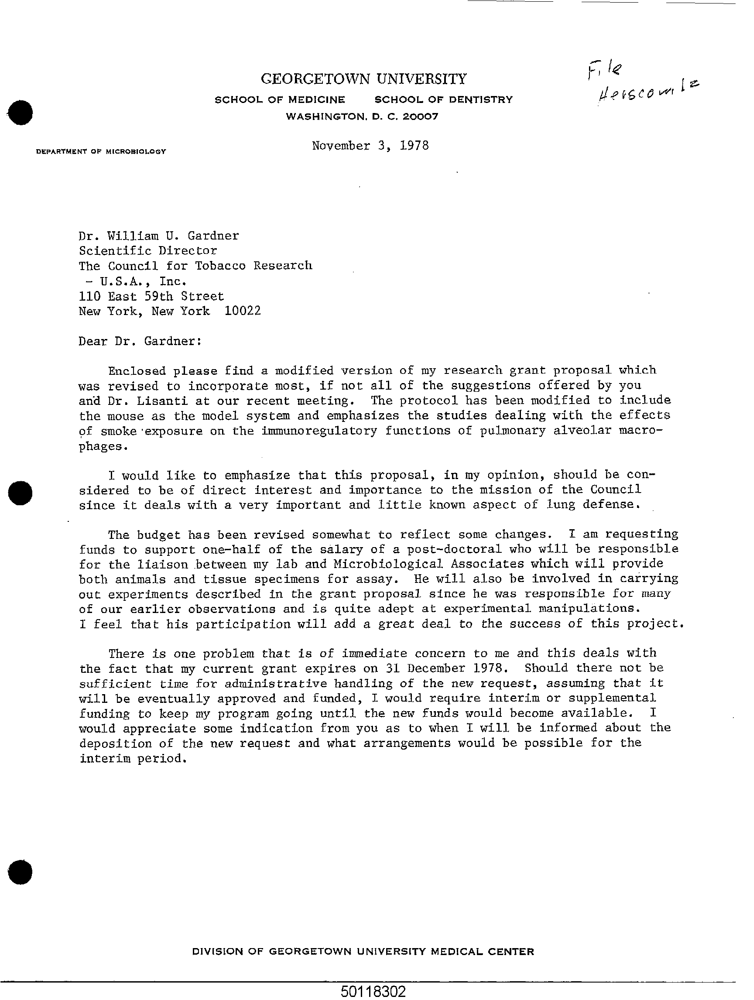 File
GEORGETOWN UNIVERSITY
SCHOOL OF MEDICINE SCHOOL OF DENTISTRY
WASHINGTON, D. C. 20007
DEPARTMENT OF MICROBIOLOGY
November 3, 1978
Dr. William U. Gardner
Scientific Director
The Council for Tobacco Research
- U.S.A., Inc.
110 East 59th Street
New York, New York 10022
Dear Dr. Gardner:
Enclosed please find a modified version of my research grant proposal which
was revised to incorporate most, if not all of the suggestions offered by you
and Dr. Lisanti at our recent meeting. The protocol has been modified to include
the mouse as the model system and emphasizes the studies dealing with the effects
of smoke exposure on the immunoregulatory functions of pulmonary alveolar macro-
phages.
I would like to emphasize that this proposal, in my opinion, should be con-
sidered to be of direct interest and importance to the mission of the Council
since it deals with a very important and little known aspect of lung defense.
The budget has been revised somewhat to reflect some changes. I am requesting
funds to support one-half of the salary of a post-doctoral who will be responsible
for the liaison between my lab and Microbiological Associates which will provide
both animals and tissue specimens for assay. He will also be involved in carrying
out experiments described in the grant proposal since he was responsible for many
of our earlier observations and is quite adept at experimental manipulations.
I feel that his participation will add a great deal to the success of this project.
There is one problem that is of immediate concern to me and this deals with
the fact that my current grant expires on 31 December 1978. Should there not be
sufficient time for administrative handling of the new request, assuming that it
will be eventually approved and funded, I would require interim or supplemental
funding to keep my program going until the new funds would become available. I
would appreciate some indication from you as to when I will be informed about the
deposition of the new request and what arrangements would be possible for the
interim period.
DIVISION OF GEORGETOWN UNIVERSITY MEDICAL CENTER
50118302